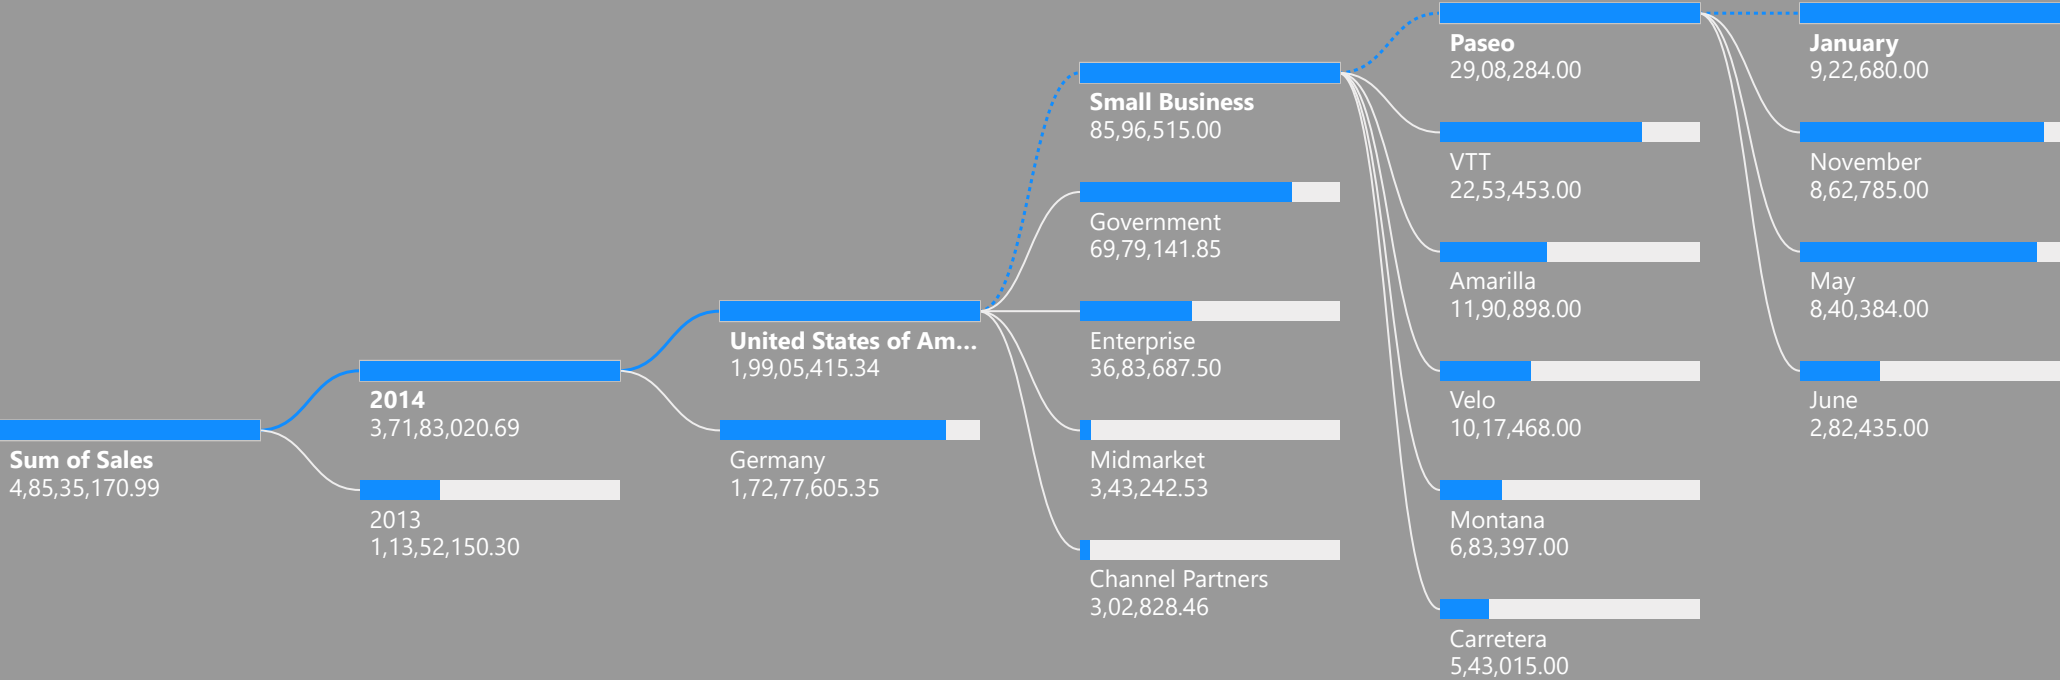 Sum of Sales
4,85,35,170.99
2014
3,71,83,020.69
2013
1,13,52,150.30
United States of Am...
1,99,05,415.34
Germany
1,72,77,605.35
Small Business
85,96,515.00
Government
69,79,141.85
Enterprise
36,83,687.50
Midmarket
3,43,242.53
Channel Partners
3,02,828.46
Paseo
29,08,284.00
VTT
22,53,453.00
Amarilla
11,90,898.00
Velo
10,17,468.00
Montana
6,83,397.00
Carretera
5,43,015.00
January
9,22,680.00
November
8,62,785.00
May
8,40,384.00
June
2,82,435.00